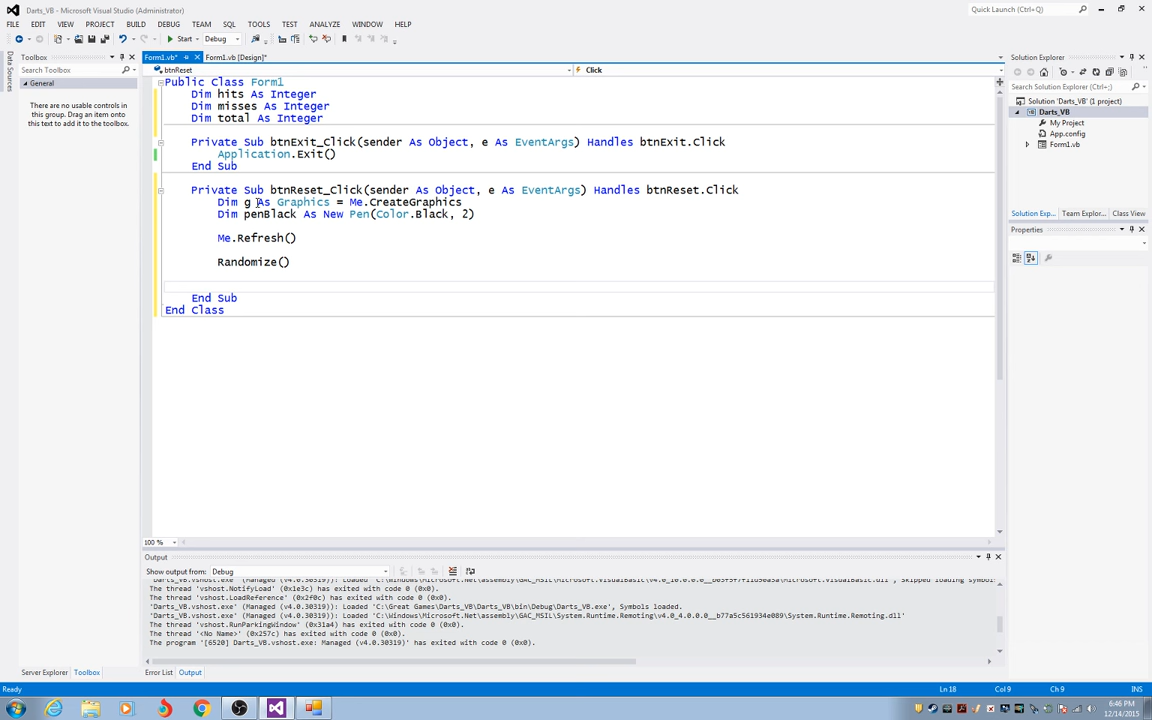 Darts_VB - Microsoft Visual Studio (Administrator)
Quick Launch (Ctrl+;)
FILE EDIT VIEW PROJECT BUILD DEBUG TEAM SQL TOOLS TEST ANALYZE WINDOW HELP
Start Debug
Data Sources
Toolbox
Search Toolbox
General
There are no usable controls in
this group. Drag an item onto
this text to add it to the toolbox.
Form1.vb* Form1.vb [Design]*
btnReset Click
Public Class Form1
Dim hits As Integer
Dim misses As Integer
Dim total As Integer
Private Sub btnExit_Click(sender As Object, e As EventArgs) Handles btnExit.Click
Application.Exit()
End Sub
Private Sub btnReset_Click(sender As Object, e As EventArgs) Handles btnReset.Click
Dim g As Graphics = Me.CreateGraphics
Dim penBlack As New Pen(Color.Black, 2)
Me.Refresh()
Randomize()
End Sub
End Class
100 %
Solution Explorer
Search Solution Explorer (Ctrl+;)
Solution 'Darts_VB' (1 project)
Darts_VB
My Project
App.config
Form1.vb
Solution Exp... Team Explor... Class View
Properties
Output
Show output from: Debug
The thread 'vshost.NotifyLoad' (0x1e3c) has exited with code 0 (0x0).
The thread 'vshost.LoadReference' (0x2f0c) has exited with code 0 (0x0).
'Darts_VB.vshost.exe' (Managed (v4.0.30319)): Loaded 'C:\Great Games\Darts_VB\Darts_VB\bin\Debug\Darts_VB.exe', Symbols loaded.
'Darts_VB.vshost.exe' (Managed (v4.0.30319)): Loaded 'C:\Windows\Microsoft.Net\assembly\GAC_MSIL\System.Runtime.Remoting\v4.0_4.0.0.0__b77a5c561934e089\System.Runtime.Remoting.dll'
The thread 'vshost.RunParkingWindow' (0x31a4) has exited with code 0 (0x0).
The thread '<No Name>' (0x257c) has exited with code 0 (0x0).
The program '[6520] Darts_VB.vshost.exe: Managed (v4.0.30319)' has exited with code 0 (0x0).
Server Explorer Toolbox Error List Output
Ready Ln 18 Col 9 Ch 9 INS
6:46 PM
12/14/2015